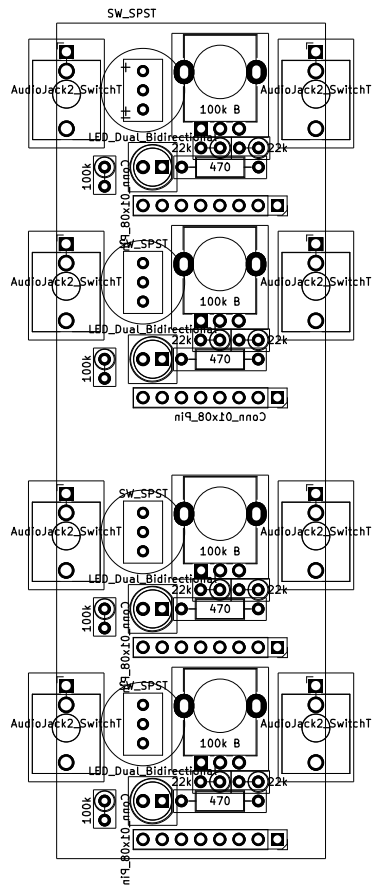 SW_SPST
AudioJack2_SwitchT
AudioJack2_SwitchT
100k B
LED_Dual_Bidirectional
22k
22k
100k
470
Conn_01x08_Pin
SW_SPST
AudioJack2_SwitchT
AudioJack2_SwitchT
100k B
LED_Dual_Bidirectional
22k
22k
100k
470
Conn_01x08_Pin
SW_SPST
AudioJack2_SwitchT
AudioJack2_SwitchT
100k B
LED_Dual_Bidirectional
22k
22k
100k
470
Conn_01x08_Pin
SW_SPST
AudioJack2_SwitchT
AudioJack2_SwitchT
100k B
LED_Dual_Bidirectional
22k
22k
100k
470
Conn_01x08_Pin